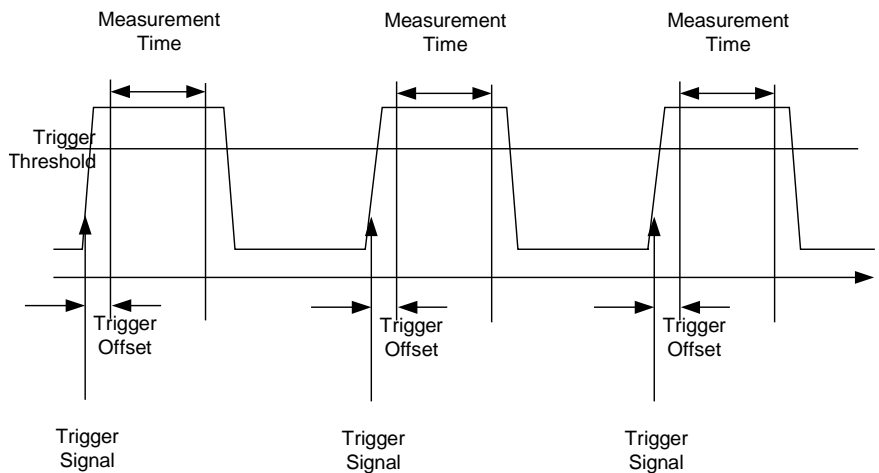 Measurement
Time
Measurement
Time
Measurement
Time
Trigger
Threshold
Trigger
Offset
Trigger
Offset
Trigger
Offset
Trigger
Signal
Trigger
Signal
Trigger
Signal